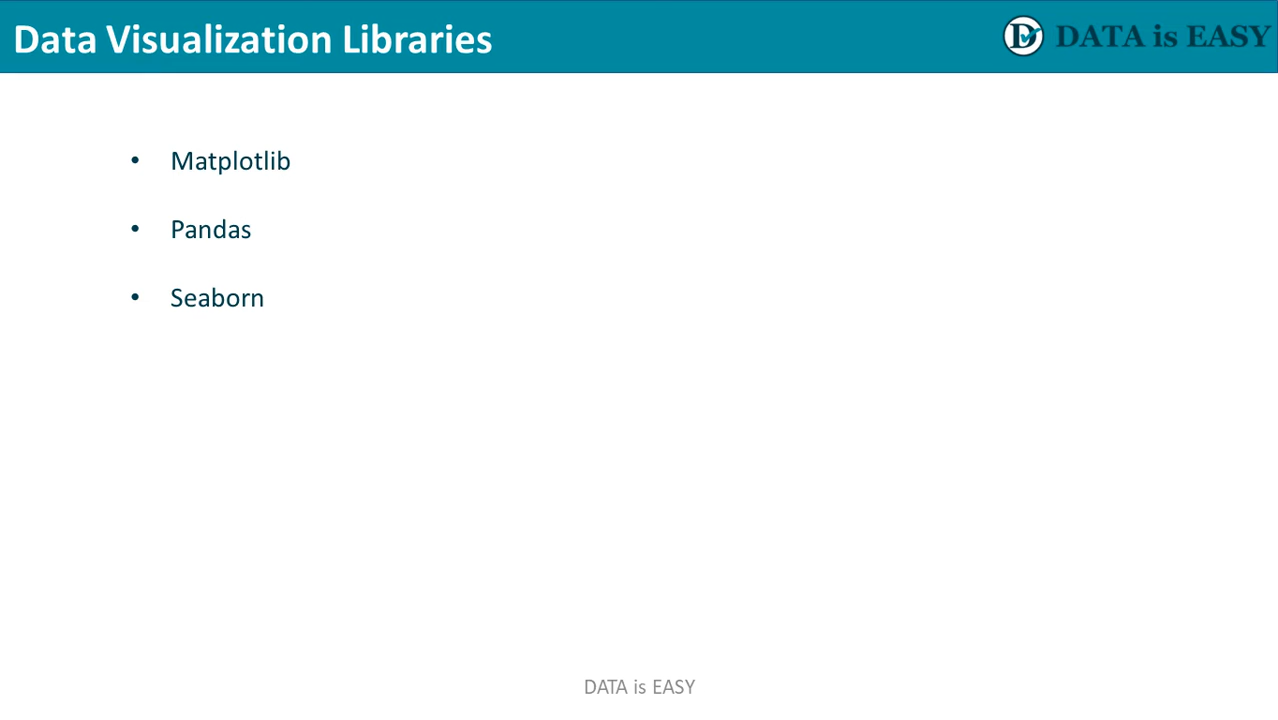 Data Visualization Libraries
DATA is EASY
• Matplotlib
• Pandas
• Seaborn
DATA is EASY